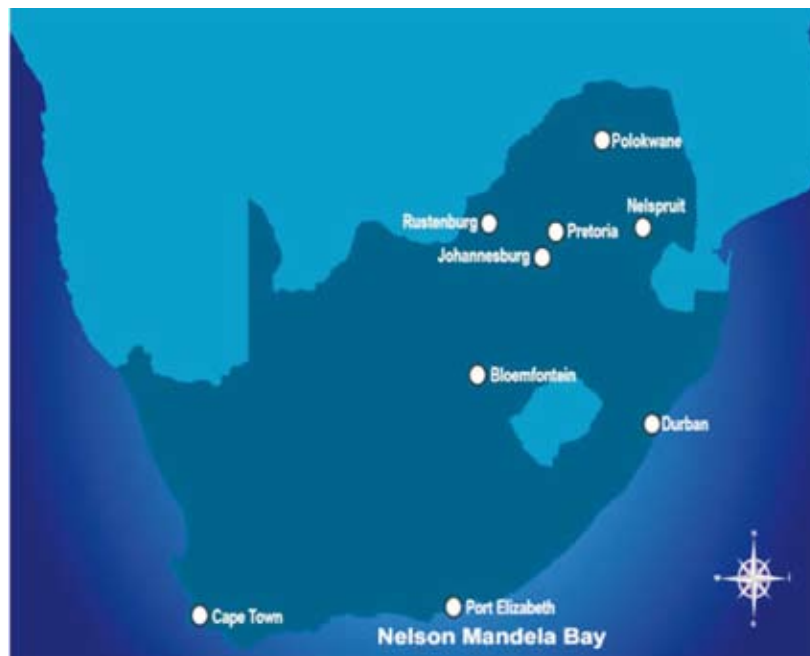 Polokwane
Nelspruit
Rustenburg
Pretoria
Johannesburg
Bloemfontein
Durban
Cape Town
Port Elizabeth
Nelson Mandela Bay